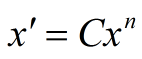 x′ = Cxⁿ